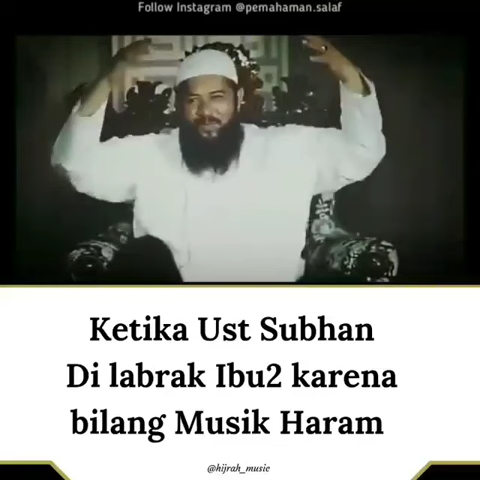 Follow Instagram @pemahaman.salaf
Ketika Ust Subhan
Di labrak Ibu2 karena
bilang Musik Haram
@hijrah_music